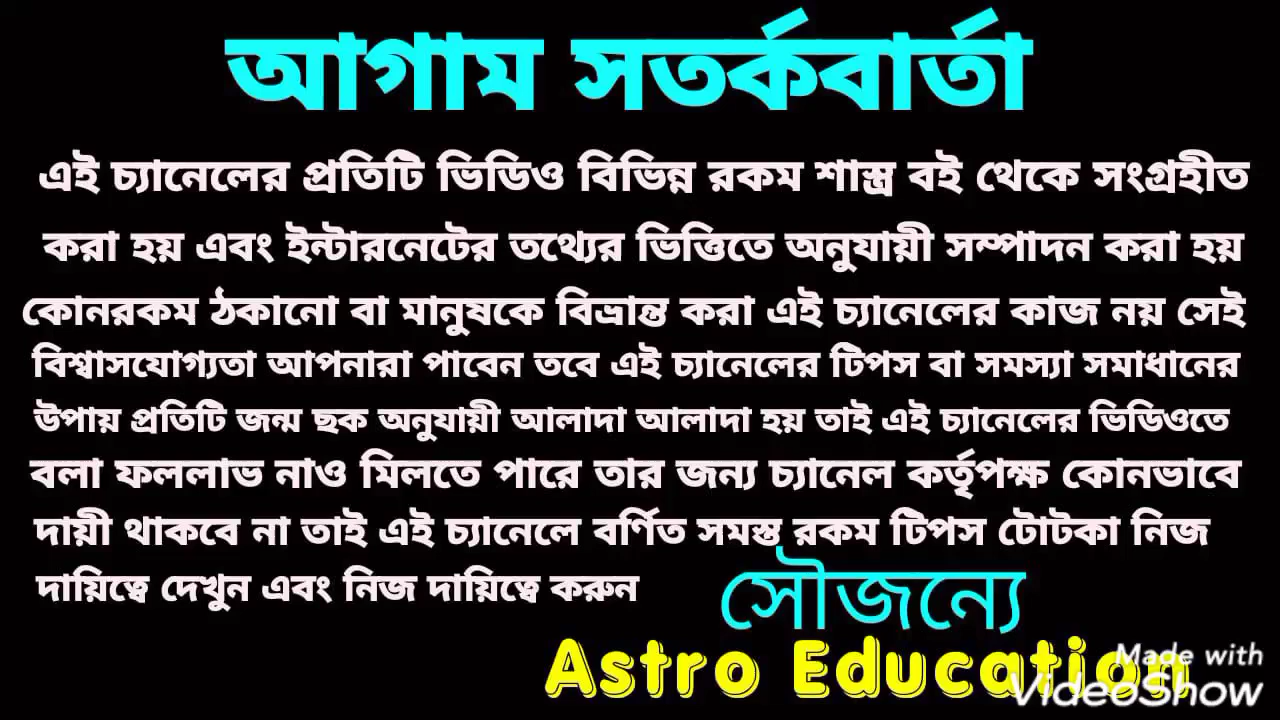 আগাম সতর্কবার্তা
এই চ্যানেলের প্রতিটি ভিডিও বিভিন্ন রকম শাস্ত্র বই থেকে সংগ্রহীত
করা হয় এবং ইন্টারনেটের তথ্যের ভিত্তিতে অনুযায়ী সম্পাদন করা হয়
কোনরকম ঠকানো বা মানুষকে বিভ্রান্ত করা এই চ্যানেলের কাজ নয় সেই
বিশ্বাসযোগ্যতা আপনারা পাবেন তবে এই চ্যানেলের টিপস বা সমস্যা সমাধানের
উপায় প্রতিটি জন্ম ছক অনুযায়ী আলাদা আলাদা হয় তাই এই চ্যানেলের ভিডিওতে
বলা ফললাভ নাও মিলতে পারে তার জন্য চ্যানেল কর্তৃপক্ষ কোনভাবে
দায়ী থাকবে না তাই এই চ্যানেলে বর্ণিত সমস্ত রকম টিপস টোটকা নিজ
দায়িত্বে দেখুন এবং নিজ দায়িত্বে করুন
সৌজন্যে
Astro Education
Made with
VideoShow